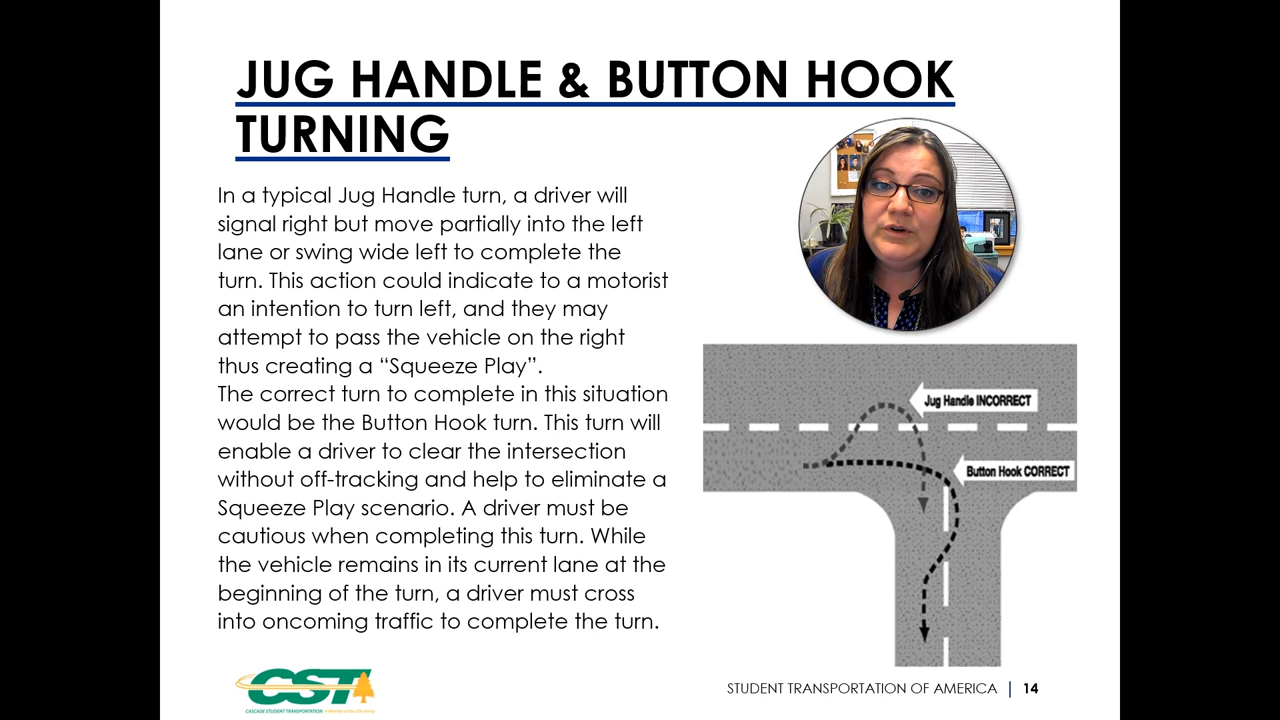 JUG HANDLE & BUTTON HOOK
TURNING
In a typical Jug Handle turn, a driver will
signal right but move partially into the left
lane or swing wide left to complete the
turn. This action could indicate to a motorist
an intention to turn left, and they may
attempt to pass the vehicle on the right
thus creating a “Squeeze Play”.
The correct turn to complete in this situation
would be the Button Hook turn. This turn will
enable a driver to clear the intersection
without off-tracking and help to eliminate a
Squeeze Play scenario. A driver must be
cautious when completing this turn. While
the vehicle remains in its current lane at the
beginning of the turn, a driver must cross
into oncoming traffic to complete the turn.
Jug Handle INCORRECT
Button Hook CORRECT
CST
CASCADE STUDENT TRANSPORTATION
STUDENT TRANSPORTATION OF AMERICA | 14